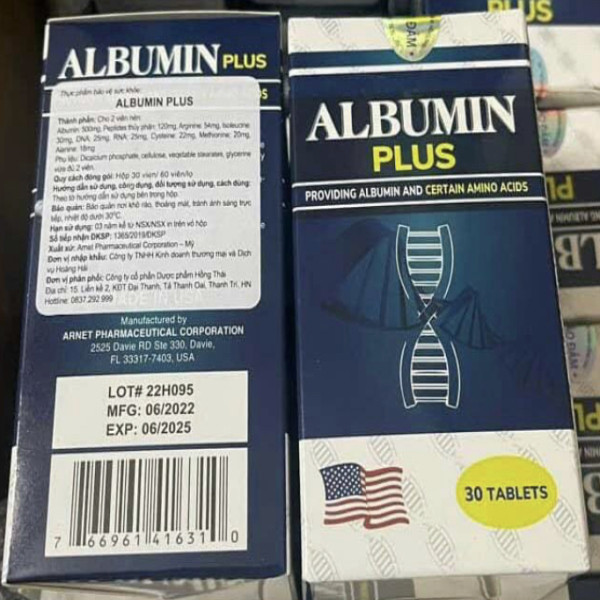 ALBUMIN PLUS
Thực phẩm bảo vệ sức khỏe:
ALBUMIN PLUS
Thành phần: Cho 2 viên nén
Albumin: 500mg, Peptides thủy phân: 120mg, Arginine: 54mg, Isoleucine:
30mg, DNA: 25mg, RNA: 25mg, Cysteine: 22mg, Methionine: 20mg,
Alanine: 18mg
Phụ liệu: Dicalcium phosphate, cellulose, vegetable stearates, glycerine
vừa đủ 2 viên.
Quy cách đóng gói: Hộp 30 viên/ 60 viên/lọ
Hướng dẫn sử dụng, công dụng, đối tượng sử dụng, cách dùng:
Theo tờ hướng dẫn sử dụng bên trong hộp
Bảo quản: Bảo quản nơi khô ráo, thoáng mát, tránh ánh sáng trực
tiếp, nhiệt độ dưới 30°C.
Hạn sử dụng: 03 năm kể từ NSX/NSX in trên vỏ hộp
Số tiếp nhận ĐKSP: 1365/2019/ĐKSP
Xuất xứ: Arnet Pharmaceutical Corporation – Mỹ
Đơn vị nhập khẩu: Công ty TNHH Kinh doanh thương mại và Dịch
vụ Hoàng Hải
Đơn vị phân phối: Công ty cổ phần Dược phẩm Hồng Thái
Địa chỉ: 15. Liền kề 2, KĐT Đại Thanh, Tả Thanh Oai, Thanh Trì, HN
Hotline: 0837.292.999
MADE IN USA
Manufactured by
ARNET PHARMACEUTICAL CORPORATION
2525 Davie RD Ste 330, Davie,
FL 33317-7403, USA
LOT# 22H095
MFG: 06/2022
EXP: 06/2025
7 66961 41631 0
ĐẢM
ALBUMIN
PLUS
PROVIDING ALBUMIN AND CERTAIN AMINO ACIDS
30 TABLETS
PLUS